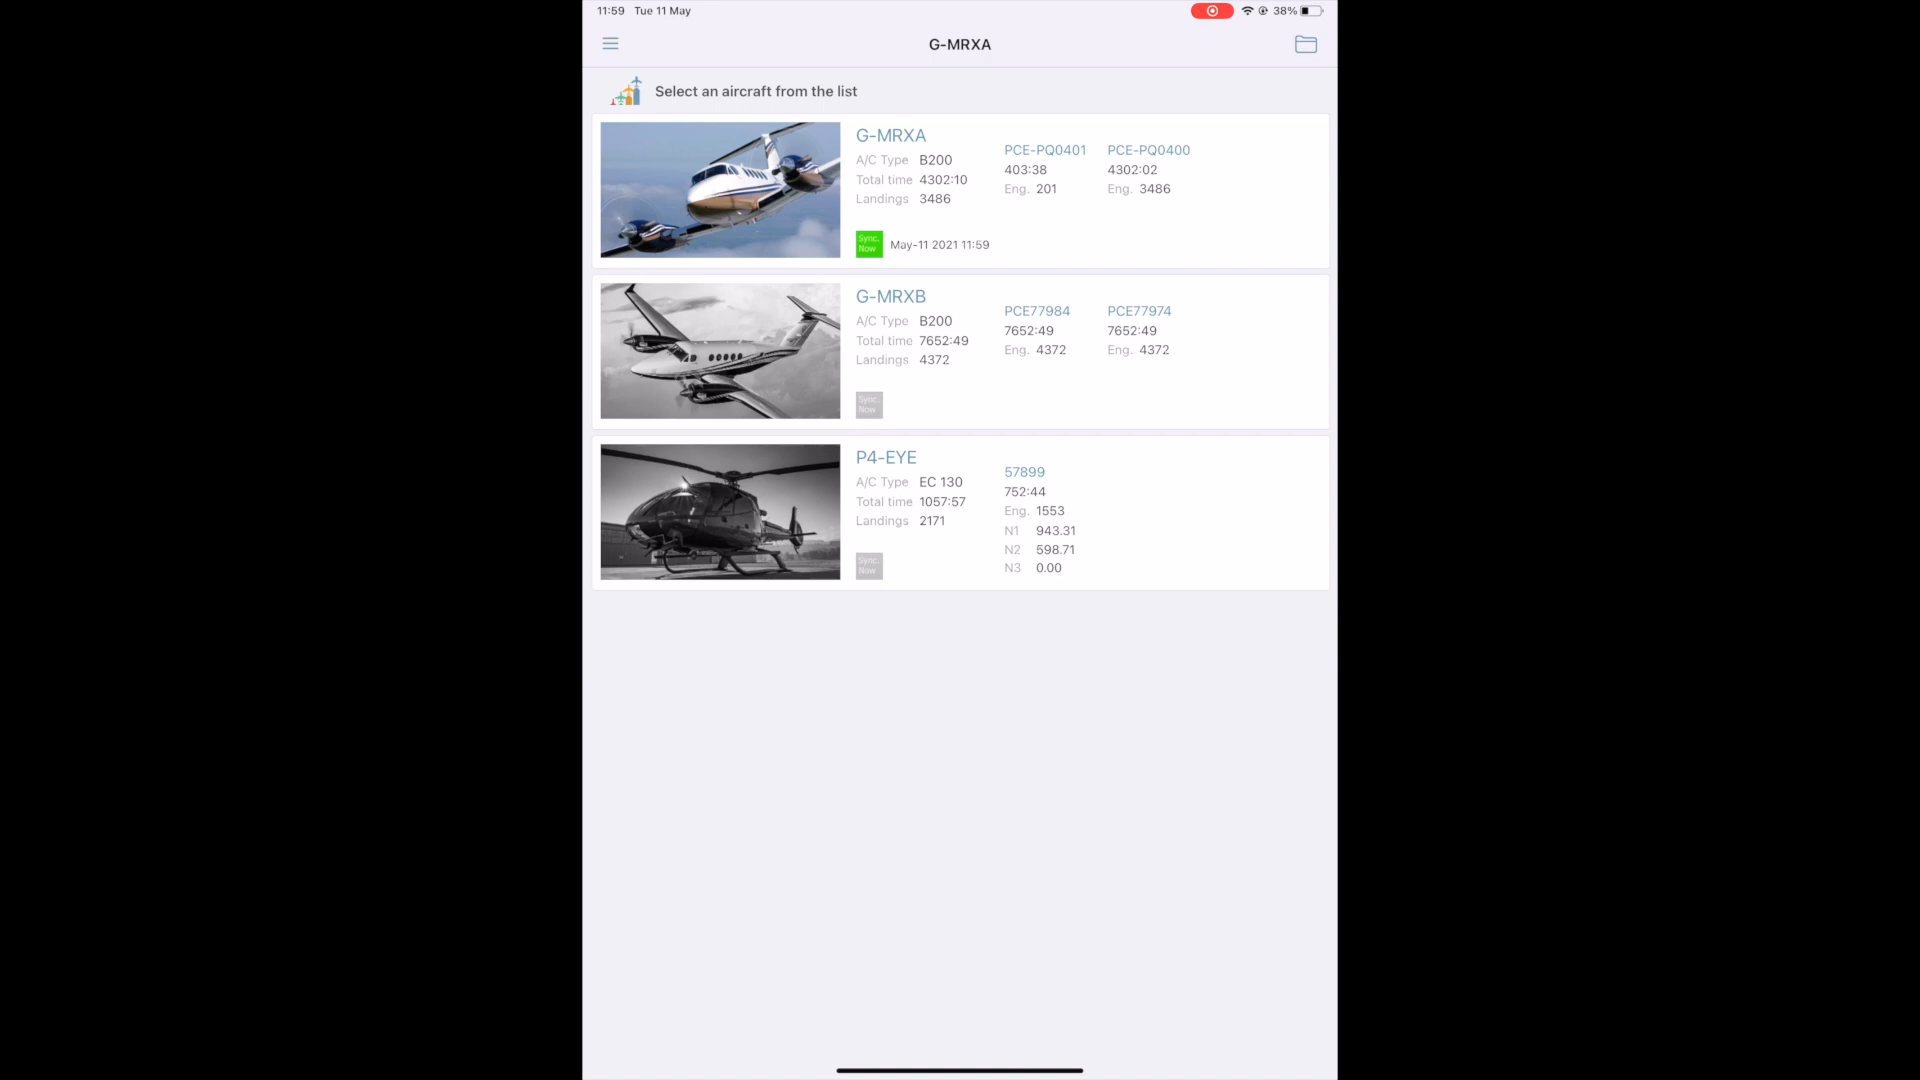 11:59 Tue 11 May 38%
G-MRXA
Select an aircraft from the list
G-MRXA
A/C Type B200
Total time 4302:10
Landings 3486
PCE-PQ0401
403:38
Eng. 201
PCE-PQ0400
4302:02
Eng. 3486
Sync.
Now
May-11 2021 11:59
G-MRXB
A/C Type B200
Total time 7652:49
Landings 4372
PCE77984
7652:49
Eng. 4372
PCE77974
7652:49
Eng. 4372
Sync.
Now
P4-EYE
A/C Type EC 130
Total time 1057:57
Landings 2171
57899
752:44
Eng. 1553
N1 943.31
N2 598.71
N3 0.00
Sync.
Now